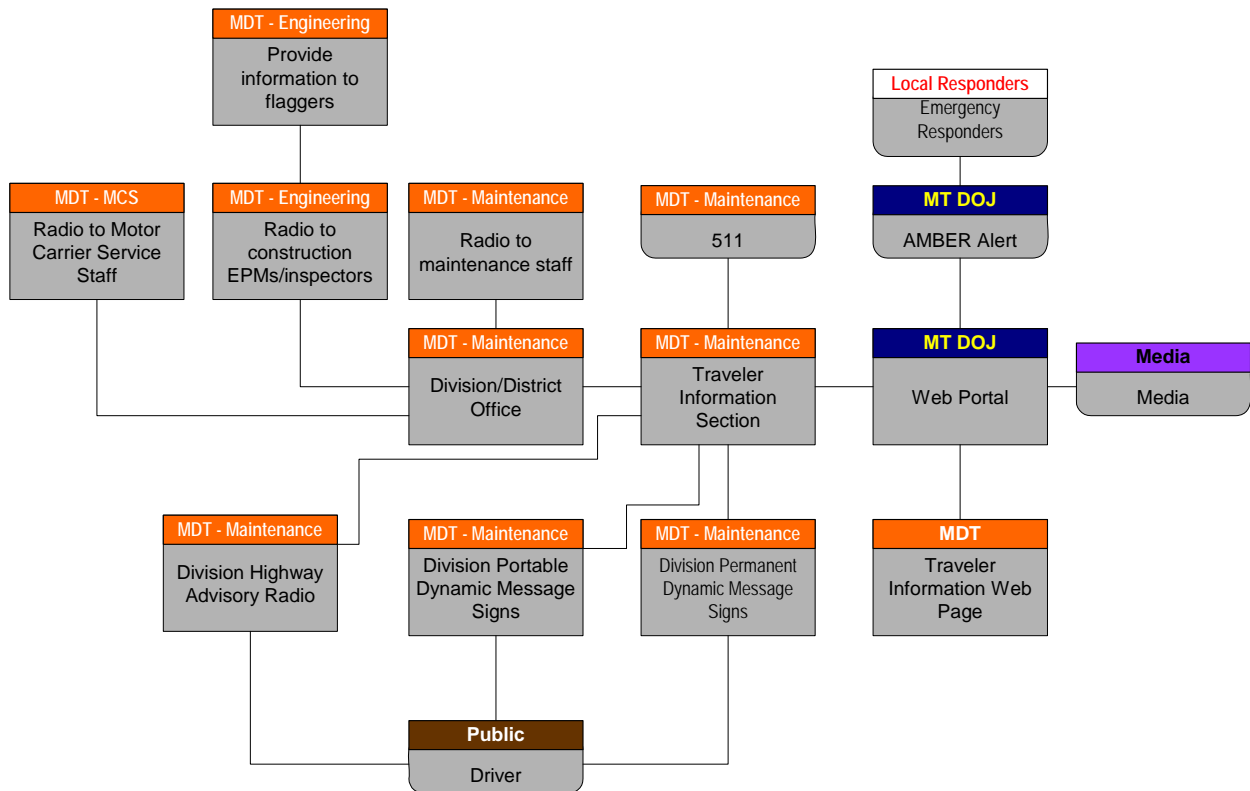 MDT - Engineering
Provide
information to
flaggers
Local Responders
Emergency
Responders
MDT - MCS
Radio to Motor
Carrier Service
Staff
MDT - Engineering
Radio to
construction
EPMs/inspectors
MDT - Maintenance
Radio to
maintenance staff
MDT - Maintenance
511
MT DOJ
AMBER Alert
MDT - Maintenance
Division/District
Office
MDT - Maintenance
Traveler
Information
Section
MT DOJ
Web Portal
Media
Media
MDT - Maintenance
Division Highway
Advisory Radio
MDT - Maintenance
Division Portable
Dynamic Message
Signs
MDT - Maintenance
Division Permanent
Dynamic Message
Signs
MDT
Traveler
Information Web
Page
Public
Driver